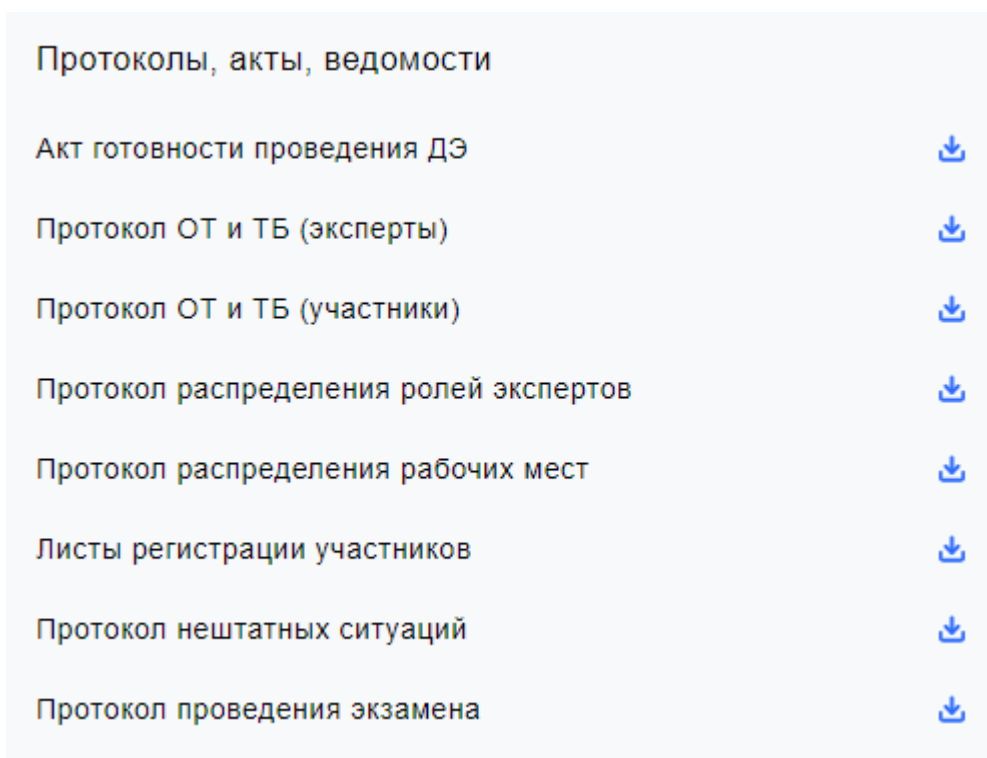 Протоколы, акты, ведомости
Акт готовности проведения ДЭ
Протокол ОТ и ТБ (эксперты)
Протокол ОТ и ТБ (участники)
Протокол распределения ролей экспертов
Протокол распределения рабочих мест
Листы регистрации участников
Протокол нештатных ситуаций
Протокол проведения экзамена